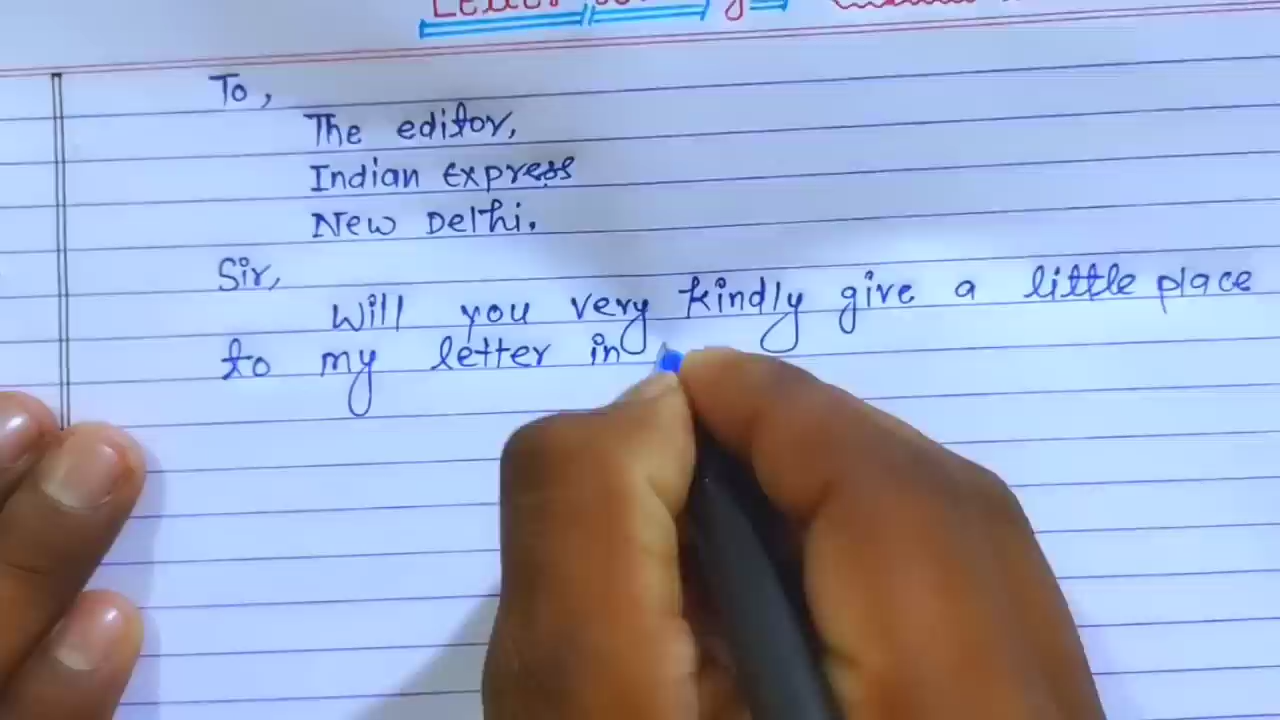 To,
The editor,
Indian Express
New Delhi.
Sir,
Will you very kindly give a little place
to my letter in